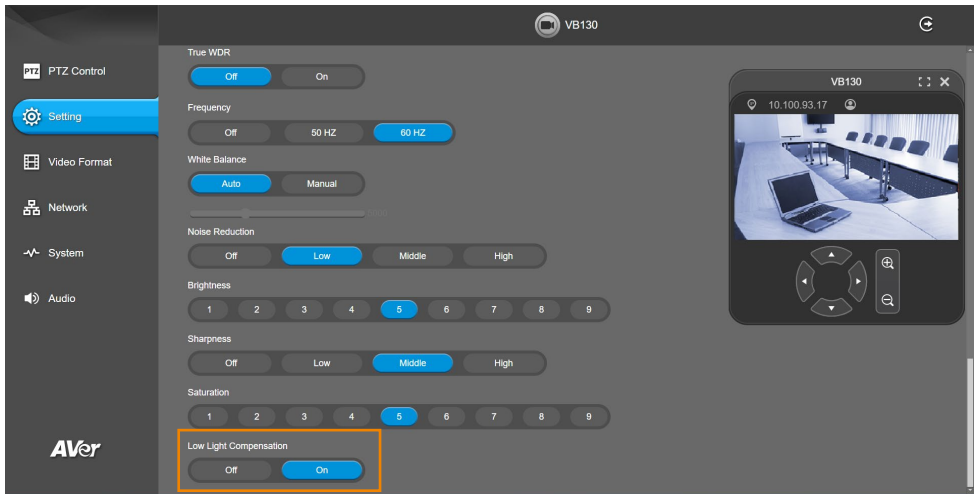 VB130
PTZ PTZ Control
Setting
Video Format
Network
System
Audio
AVer
True WDR
Off On
Frequency
Off 50 HZ 60 HZ
White Balance
Auto Manual
Noise Reduction
Off Low Middle High
Brightness
1 2 3 4 5 6 7 8 9
Sharpness
Off Low Middle High
Saturation
1 2 3 4 5 6 7 8 9
Low Light Compensation
Off On
VB130
10.100.93.17